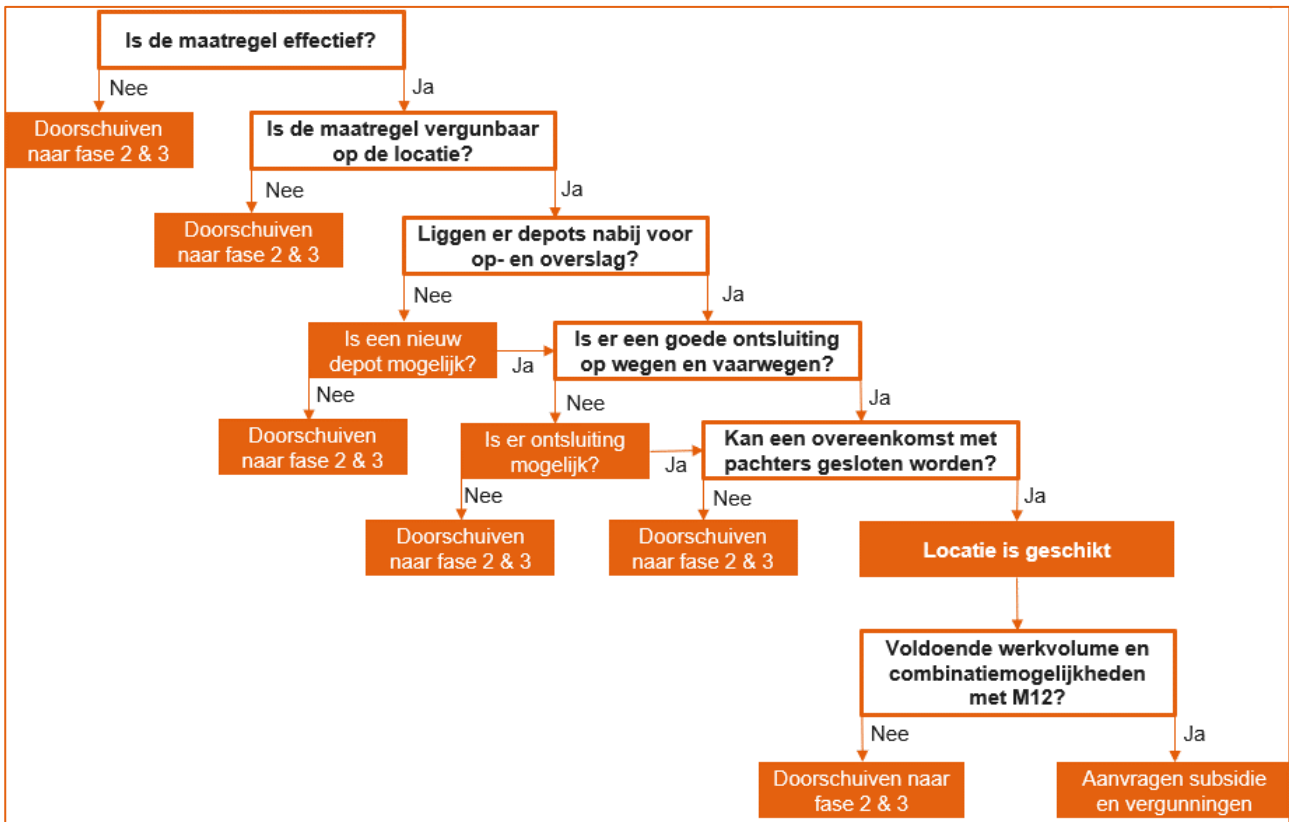 Is de maatregel effectief?
Nee
Ja
Doorschuiven
naar fase 2 & 3
Is de maatregel vergunbaar
op de locatie?
Nee
Ja
Doorschuiven
naar fase 2 & 3
Liggen er depots nabij voor
op- en overslag?
Nee
Ja
Is een nieuw
depot mogelijk?
Ja
Is er een goede ontsluiting
op wegen en vaarwegen?
Nee
Nee
Ja
Doorschuiven
naar fase 2 & 3
Is er ontsluiting
mogelijk?
Ja
Kan een overeenkomst met
pachters gesloten worden?
Nee
Nee
Ja
Doorschuiven
naar fase 2 & 3
Doorschuiven
naar fase 2 & 3
Locatie is geschikt
Voldoende werkvolume en
combinatiemogelijkheden
met M12?
Nee
Ja
Doorschuiven naar
fase 2 & 3
Aanvragen subsidie
en vergunningen